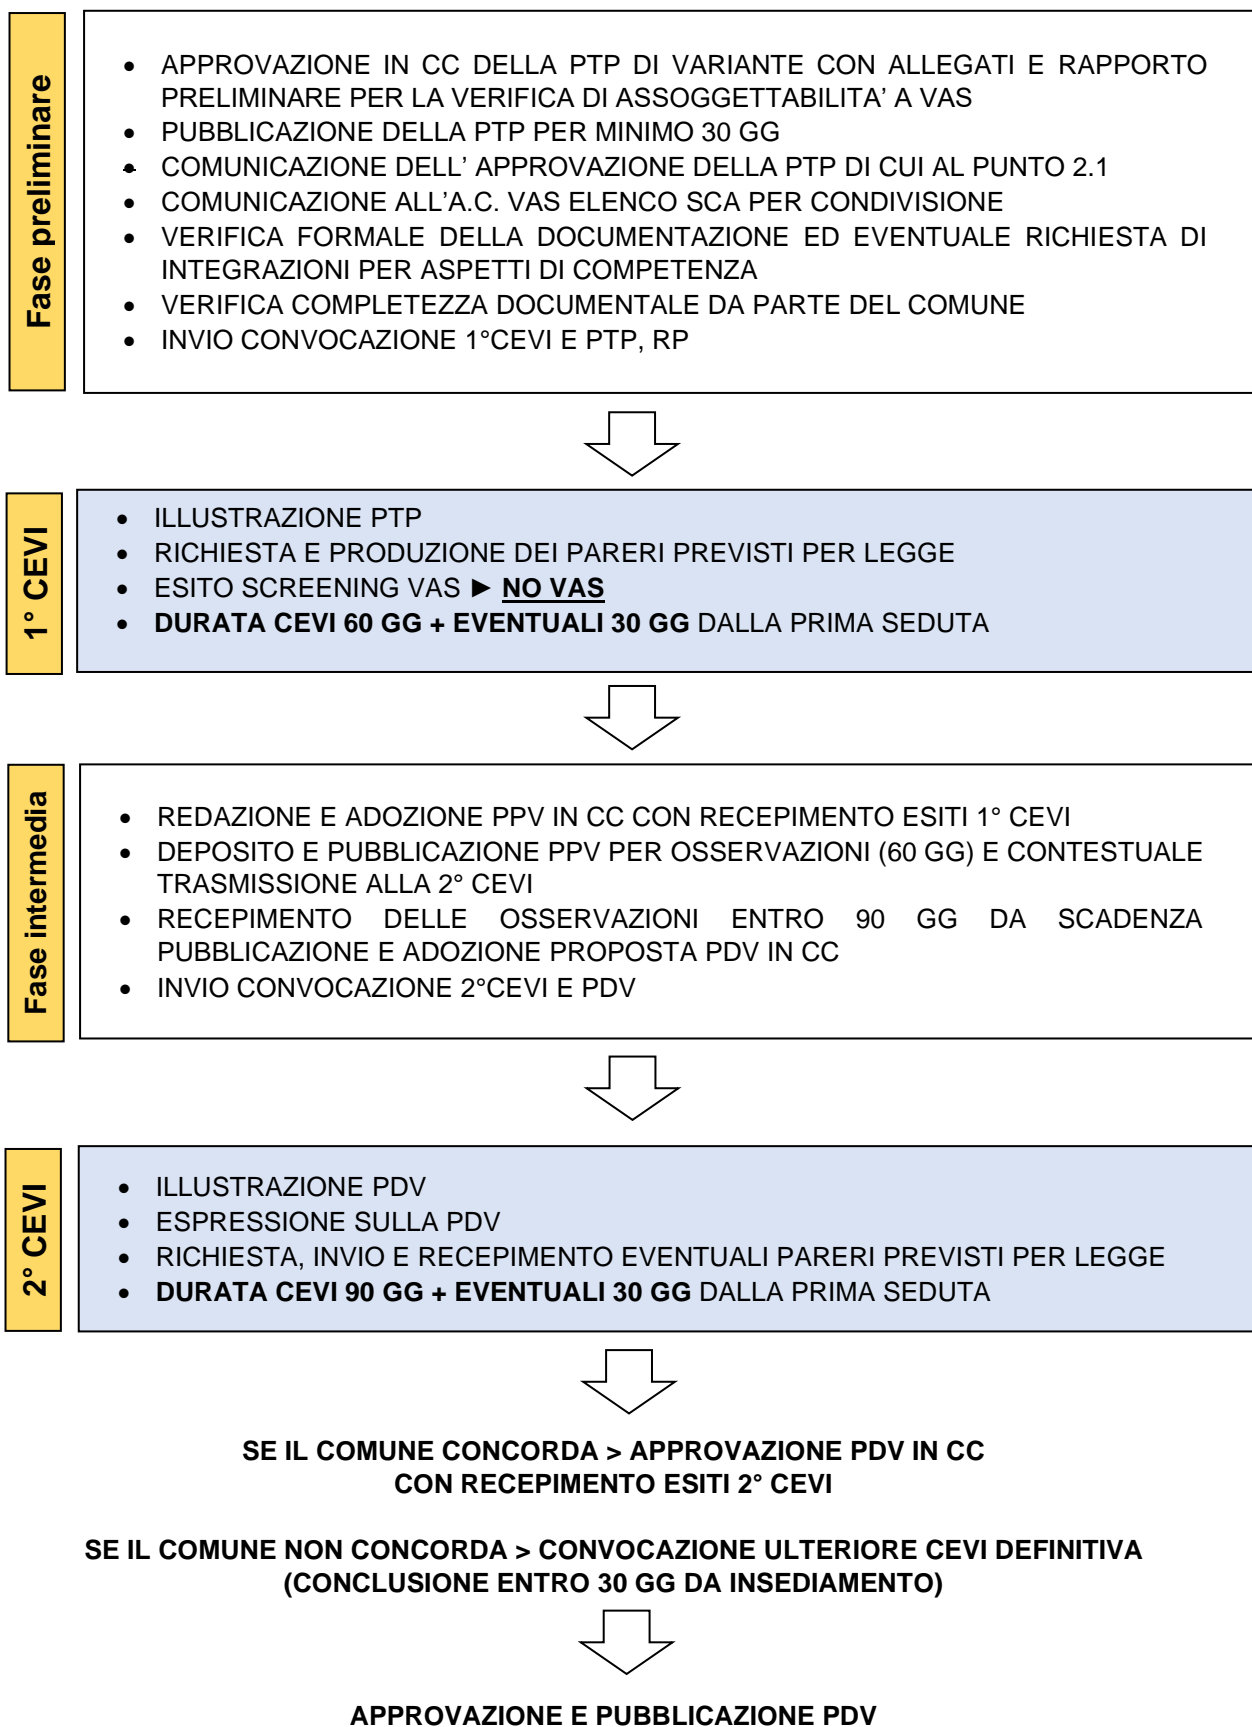 Fase preliminare
• APPROVAZIONE IN CC DELLA PTP DI VARIANTE CON ALLEGATI E RAPPORTO
PRELIMINARE PER LA VERIFICA DI ASSOGGETTABILITA’ A VAS
• PUBBLICAZIONE DELLA PTP PER MINIMO 30 GG
• COMUNICAZIONE DELL’ APPROVAZIONE DELLA PTP DI CUI AL PUNTO 2.1
• COMUNICAZIONE ALL’A.C. VAS ELENCO SCA PER CONDIVISIONE
• VERIFICA FORMALE DELLA DOCUMENTAZIONE ED EVENTUALE RICHIESTA DI
INTEGRAZIONI PER ASPETTI DI COMPETENZA
• VERIFICA COMPLETEZZA DOCUMENTALE DA PARTE DEL COMUNE
• INVIO CONVOCAZIONE 1°CEVI E PTP, RP
1° CEVI
• ILLUSTRAZIONE PTP
• RICHIESTA E PRODUZIONE DEI PARERI PREVISTI PER LEGGE
• ESITO SCREENING VAS ► NO VAS
• DURATA CEVI 60 GG + EVENTUALI 30 GG DALLA PRIMA SEDUTA
Fase intermedia
• REDAZIONE E ADOZIONE PPV IN CC CON RECEPIMENTO ESITI 1° CEVI
• DEPOSITO E PUBBLICAZIONE PPV PER OSSERVAZIONI (60 GG) E CONTESTUALE
TRASMISSIONE ALLA 2° CEVI
• RECEPIMENTO DELLE OSSERVAZIONI ENTRO 90 GG DA SCADENZA
PUBBLICAZIONE E ADOZIONE PROPOSTA PDV IN CC
• INVIO CONVOCAZIONE 2°CEVI E PDV
2° CEVI
• ILLUSTRAZIONE PDV
• ESPRESSIONE SULLA PDV
• RICHIESTA, INVIO E RECEPIMENTO EVENTUALI PARERI PREVISTI PER LEGGE
• DURATA CEVI 90 GG + EVENTUALI 30 GG DALLA PRIMA SEDUTA
SE IL COMUNE CONCORDA > APPROVAZIONE PDV IN CC
CON RECEPIMENTO ESITI 2° CEVI
SE IL COMUNE NON CONCORDA > CONVOCAZIONE ULTERIORE CEVI DEFINITIVA
(CONCLUSIONE ENTRO 30 GG DA INSEDIAMENTO)
APPROVAZIONE E PUBBLICAZIONE PDV